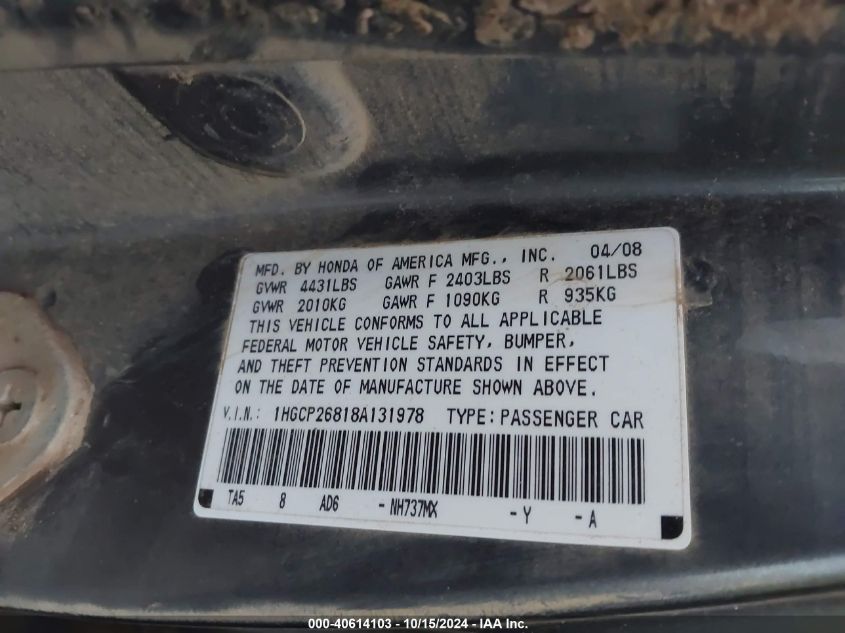 MFD. BY HONDA OF AMERICA MFG., INC. 04/08
GVWR 4431LBS GAWR F 2403LBS R 2061LBS
GVWR 2010KG GAWR F 1090KG R 935KG
THIS VEHICLE CONFORMS TO ALL APPLICABLE
FEDERAL MOTOR VEHICLE SAFETY, BUMPER,
AND THEFT PREVENTION STANDARDS IN EFFECT
ON THE DATE OF MANUFACTURE SHOWN ABOVE.
V.I.N.: 1HGCP26818A131978 TYPE: PASSENGER CAR
TA5 8 AD6 - NH737MX - Y - A
000-40614103 - 10/15/2024 - IAA Inc.